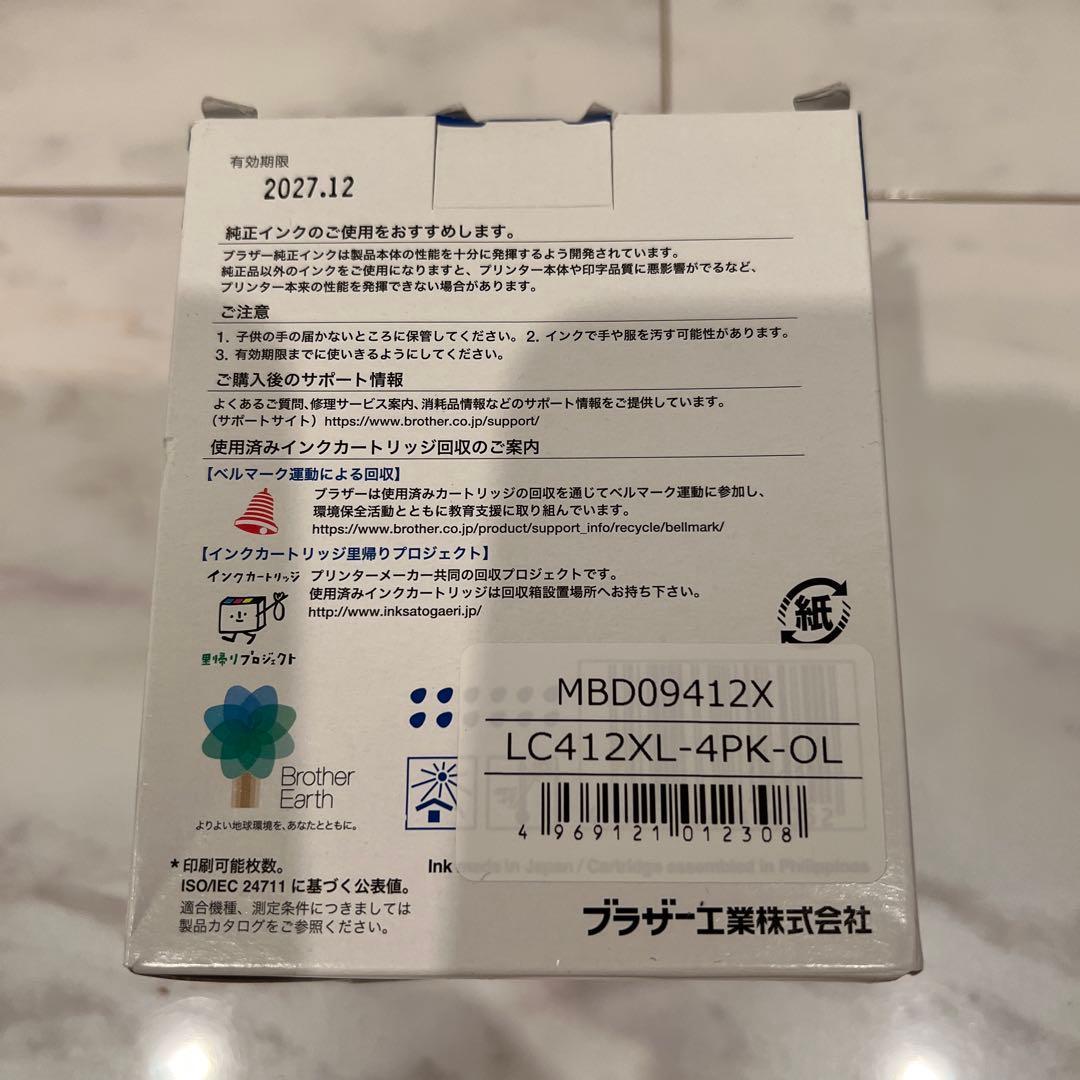 有効期限
2027.12
純正インクのご使用をおすすめします。
ブラザー純正インクは製品本体の性能を十分に発揮するよう開発されています。
純正品以外のインクをご使用になりますと、プリンター本体や印字品質に悪影響がでるなど、
プリンター本来の性能を発揮できない場合があります。
ご注意
1. 子供の手の届かないところに保管してください。2. インクで手や服を汚す可能性があります。
3. 有効期限までに使いきるようにしてください。
ご購入後のサポート情報
よくあるご質問、修理サービス案内、消耗品情報などのサポート情報をご提供しています。
(サポートサイト) https://www.brother.co.jp/support/
使用済みインクカートリッジ回収のご案内
【ベルマーク運動による回収】
ブラザーは使用済みカートリッジの回収を通じてベルマーク運動に参加し、
環境保全活動とともに教育支援に取り組んでいます。
https://www.brother.co.jp/product/support_info/recycle/bellmark/
【インクカートリッジ里帰りプロジェクト】
インクカートリッジ
里帰りプロジェクト
プリンターメーカー共同の回収プロジェクトです。
使用済みインクカートリッジは回収箱設置場所へお持ち下さい。
http://www.inksatogaeri.jp/
紙
MBD09412X
LC412XL-4PK-OL
4 969121 012308
Brother
Earth
よりよい地球環境を、あなたとともに。
*印刷可能枚数。
ISO/IEC 24711 に基づく公表値。
適合機種、測定条件につきましては
製品カタログをご参照ください。
Ink made in Japan / Cartridge assembled in Philippines
ブラザー工業株式会社